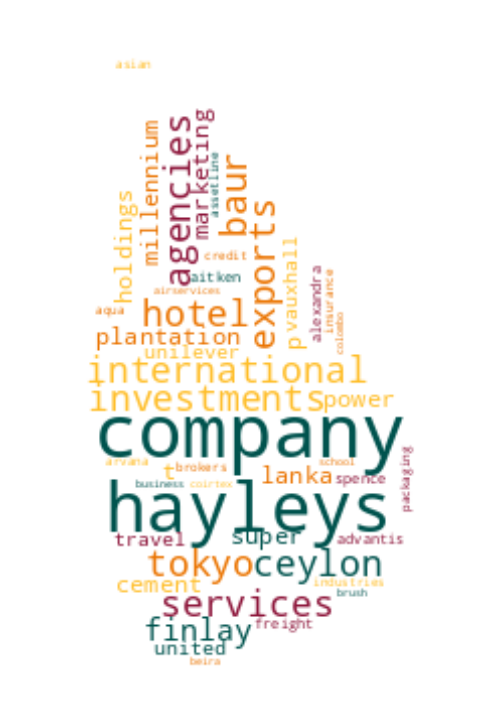 asian
millennium
agencies
marketing
assetline
baur
holdings
exports
credit
aitken
vauxhall
alexandra
insurance
colombo
airservices
aqua
hotel
p
plantation
unilever
international
investments
power
company
arvana
t
brokers
school
lanka
spence
packaging
business
coirtex
hayleys
super
travel
advantis
tokyo
ceylon
cement
industries
brush
services
finlay
freight
united
beira